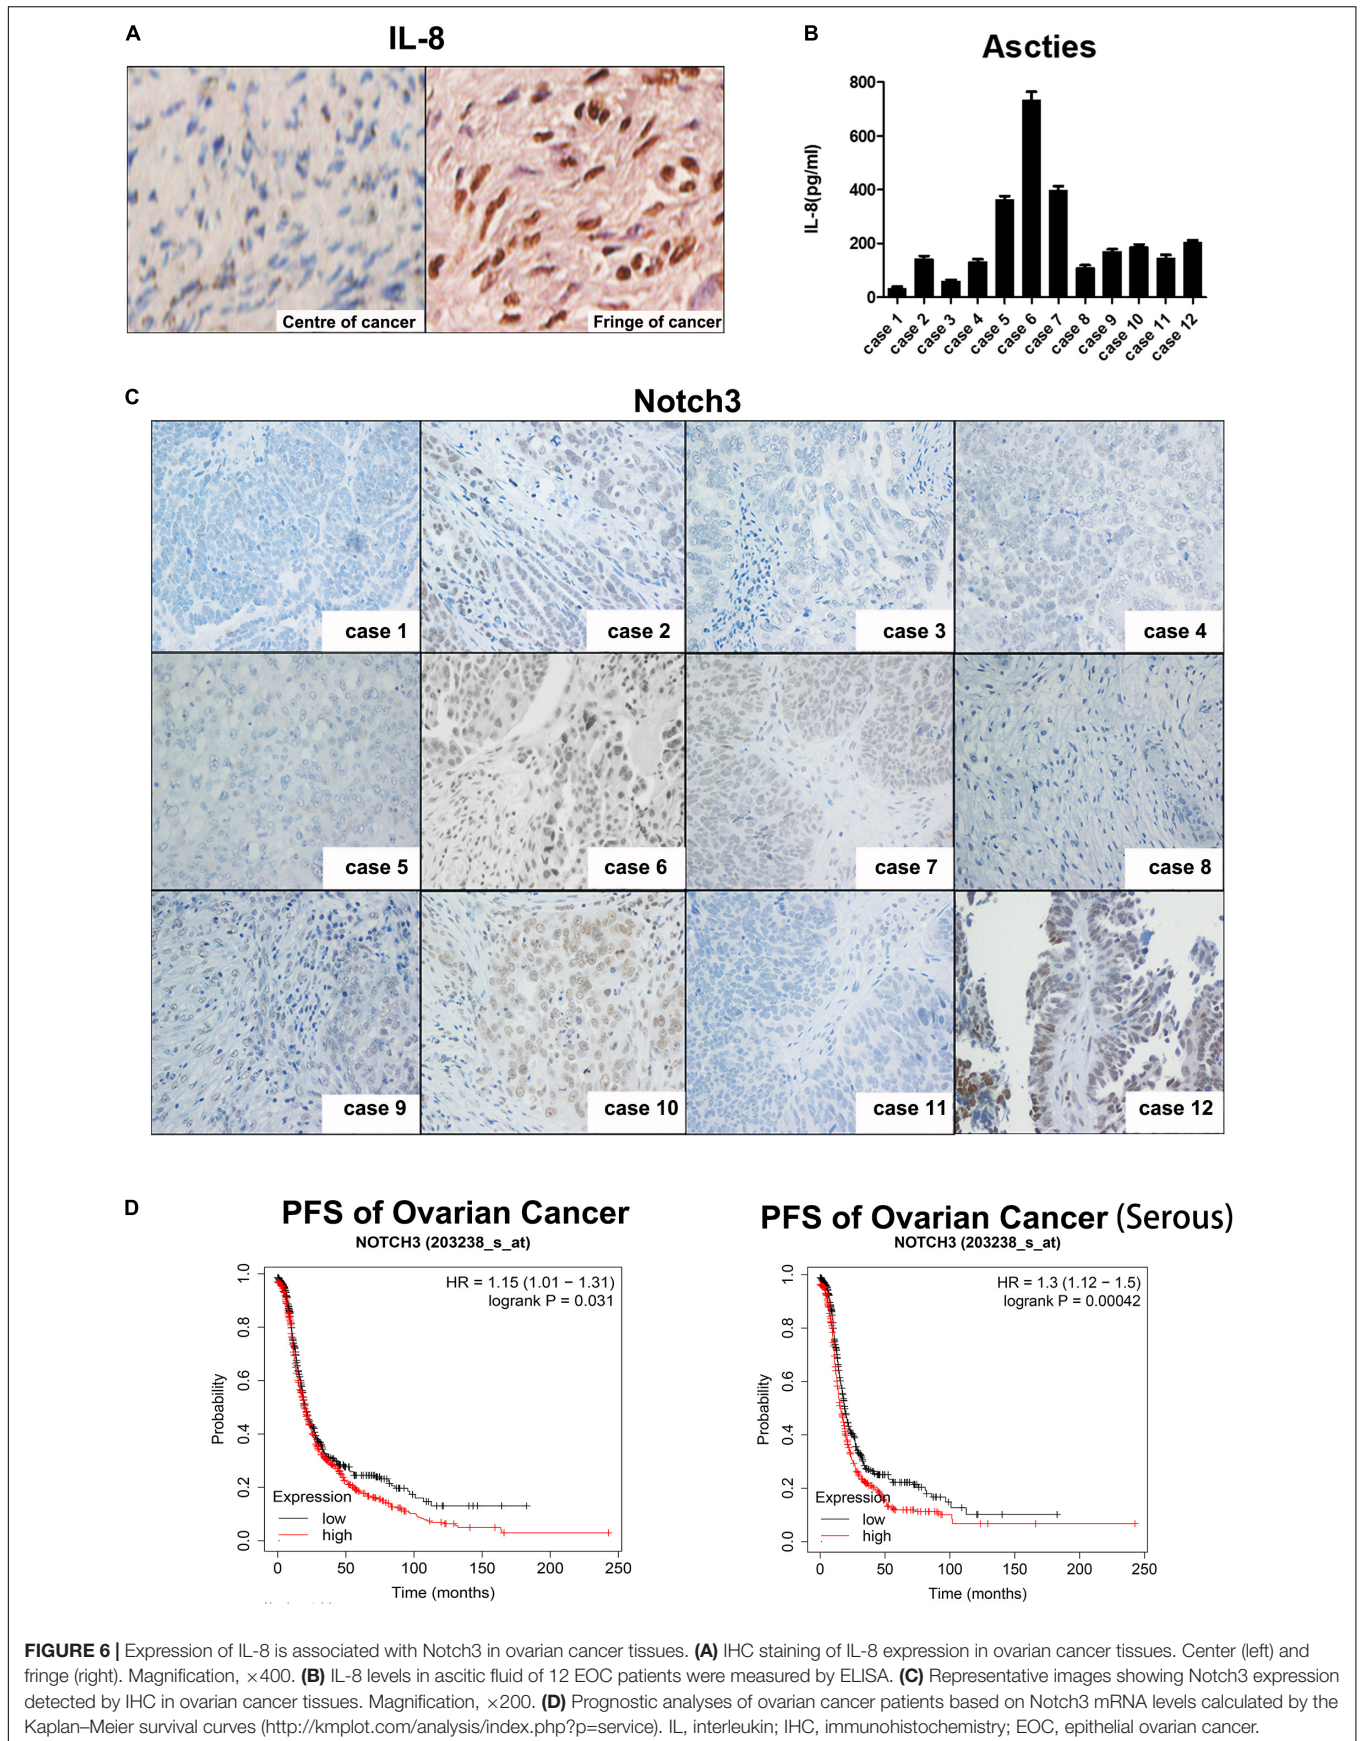 A
IL-8
Centre of cancer
Fringe of cancer
B
Ascties
800
600
400
200
0
IL-8(pg/ml)
case 1
case 2
case 3
case 4
case 5
case 6
case 7
case 8
case 9
case 10
case 11
case 12
C
Notch3
case 1
case 2
case 3
case 4
case 5
case 6
case 7
case 8
case 9
case 10
case 11
case 12
D
PFS of Ovarian Cancer
NOTCH3 (203238_s_at)
HR = 1.15 (1.01 − 1.31)
logrank P = 0.031
1.0
0.8
0.6
0.4
0.2
0.0
Probability
Expression
low
high
0 50 100 150 200 250
Time (months)
PFS of Ovarian Cancer (Serous)
NOTCH3 (203238_s_at)
HR = 1.3 (1.12 − 1.5)
logrank P = 0.00042
1.0
0.8
0.6
0.4
0.2
0.0
Probability
Expression
low
high
0 50 100 150 200 250
Time (months)
FIGURE 6 | Expression of IL-8 is associated with Notch3 in ovarian cancer tissues. (A) IHC staining of IL-8 expression in ovarian cancer tissues. Center (left) and
fringe (right). Magnification, ×400. (B) IL-8 levels in ascitic fluid of 12 EOC patients were measured by ELISA. (C) Representative images showing Notch3 expression
detected by IHC in ovarian cancer tissues. Magnification, ×200. (D) Prognostic analyses of ovarian cancer patients based on Notch3 mRNA levels calculated by the
Kaplan–Meier survival curves (http://kmplot.com/analysis/index.php?p=service). IL, interleukin; IHC, immunohistochemistry; EOC, epithelial ovarian cancer.